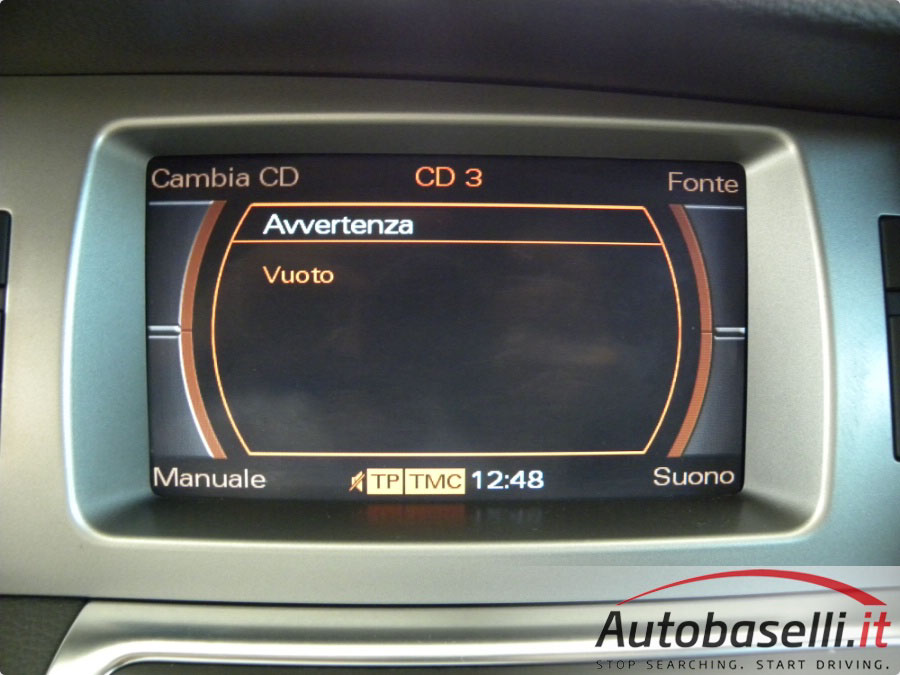 Cambia CD
CD 3
Fonte
Avvertenza
Vuoto
Manuale
TP TMC 12:48
Suono
Autobaselli.it
STOP SEARCHING. START DRIVING.